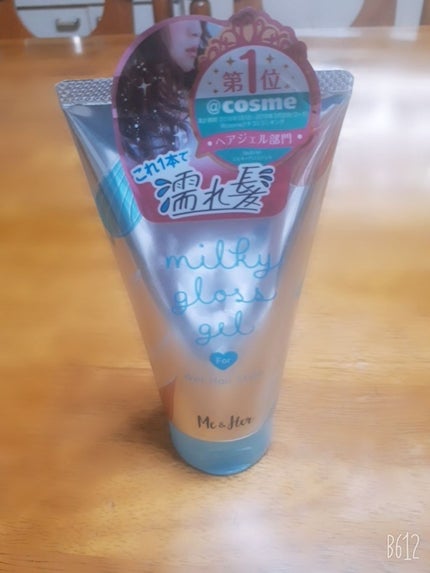 第1位
@cosme
ヘアジェル部門
これ1本で
濡れ髪
milky
gloss
gel
For
Me & Her
B612